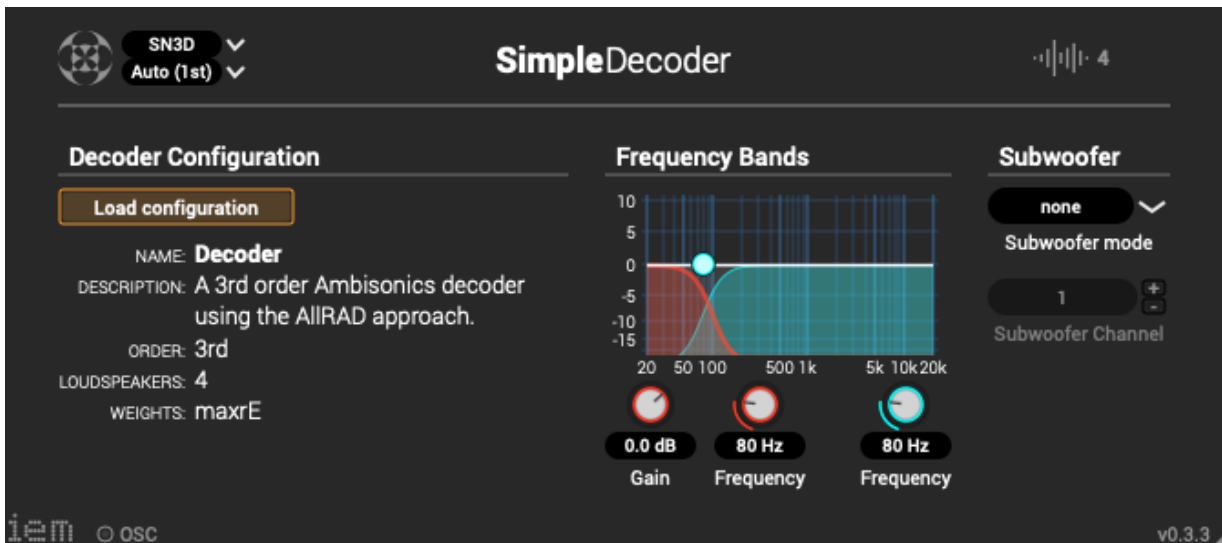 SN3D
Auto (1st)
SimpleDecoder
4
Decoder Configuration
Load configuration
NAME: Decoder
DESCRIPTION: A 3rd order Ambisonics decoder
using the AllRAD approach.
ORDER: 3rd
LOUDSPEAKERS: 4
WEIGHTS: maxrE
Frequency Bands
10
5
0
-5
-10
-15
20 50 100 500 1k 5k 10k 20k
0.0 dB 80 Hz 80 Hz
Gain Frequency Frequency
Subwoofer
none
Subwoofer mode
1 + -
Subwoofer Channel
iem OSC
v0.3.3